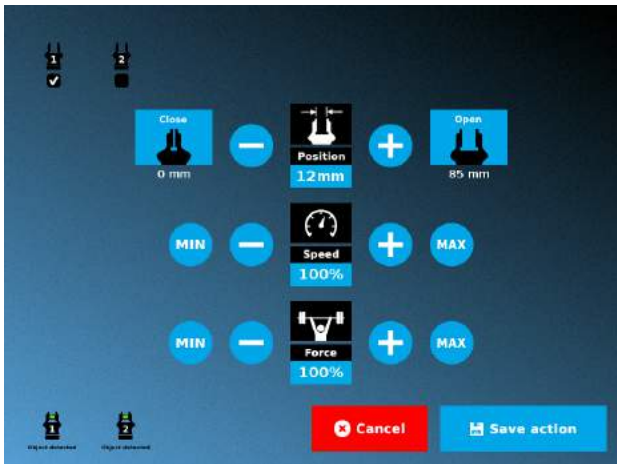 1 2
Close Open
Position
0 mm 12mm 85 mm
MIN MAX
Speed
100%
MIN MAX
Force
100%
1 2
Object detected Object detected
Cancel Save action